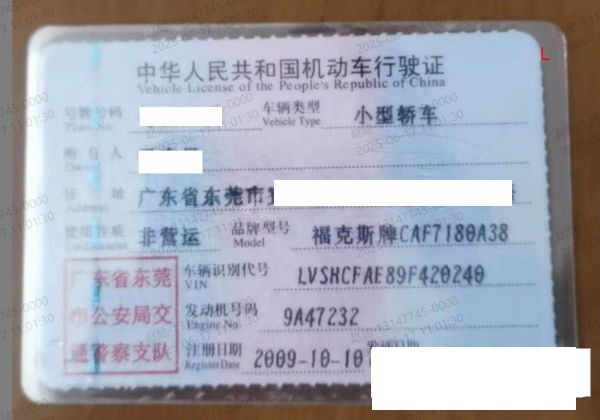 中华人民共和国机动车行驶证
Vehicle License of the People's Republic of China
号牌号码
Plate No.
车辆类型 小型轿车
Vehicle Type
所有人
Owner
住址 广东省东莞市
Address
使用性质 非营运 品牌型号 福克斯牌CAF7180A38
Use Character Model
车辆识别代号 LVSHCFAE89F420240
VIN
发动机号码 9A47232
Engine No.
注册日期 2009-10-10
Register Date
广东省东莞
市公安局交
通警察支队
L